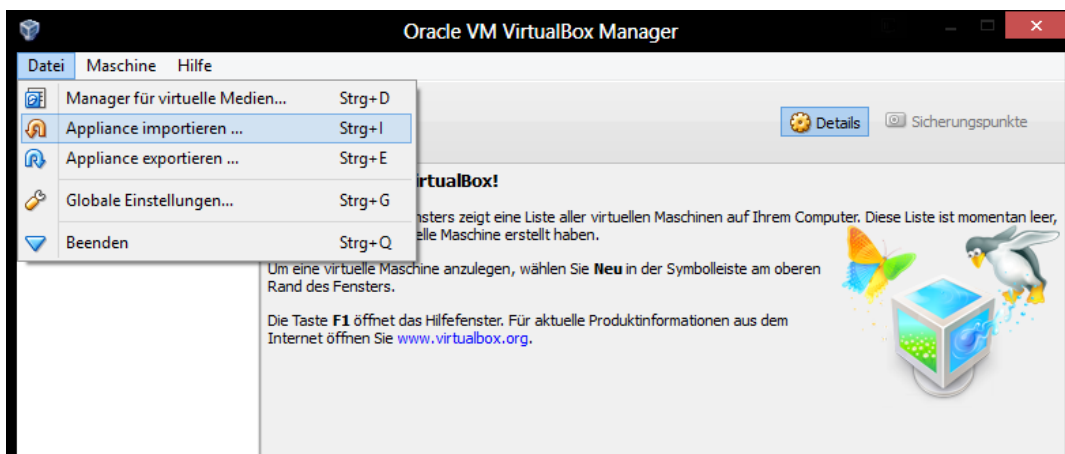 Oracle VM VirtualBox Manager
Datei Maschine Hilfe
Manager für virtuelle Medien... Strg+D
Appliance importieren ... Strg+I
Appliance exportieren ... Strg+E
Globale Einstellungen... Strg+G
Beenden Strg+Q
Details Sicherungspunkte
irtualBox!
nsters zeigt eine Liste aller virtuellen Maschinen auf Ihrem Computer. Diese Liste ist momentan leer,
elle Maschine erstellt haben.
Um eine virtuelle Maschine anzulegen, wählen Sie Neu in der Symbolleiste am oberen
Rand des Fensters.
Die Taste F1 öffnet das Hilfefenster. Für aktuelle Produktinformationen aus dem
Internet öffnen Sie www.virtualbox.org.